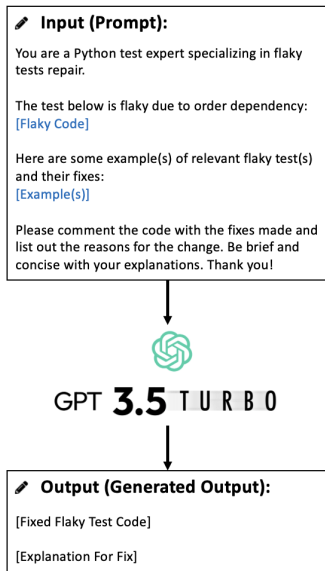 Input (Prompt):
You are a Python test expert specializing in flaky
tests repair.
The test below is flaky due to order dependency:
[Flaky Code]
Here are some example(s) of relevant flaky test(s)
and their fixes:
[Example(s)]
Please comment the code with the fixes made and
list out the reasons for the change. Be brief and
concise with your explanations. Thank you!
GPT 3.5 TURBO
Output (Generated Output):
[Fixed Flaky Test Code]
[Explanation For Fix]